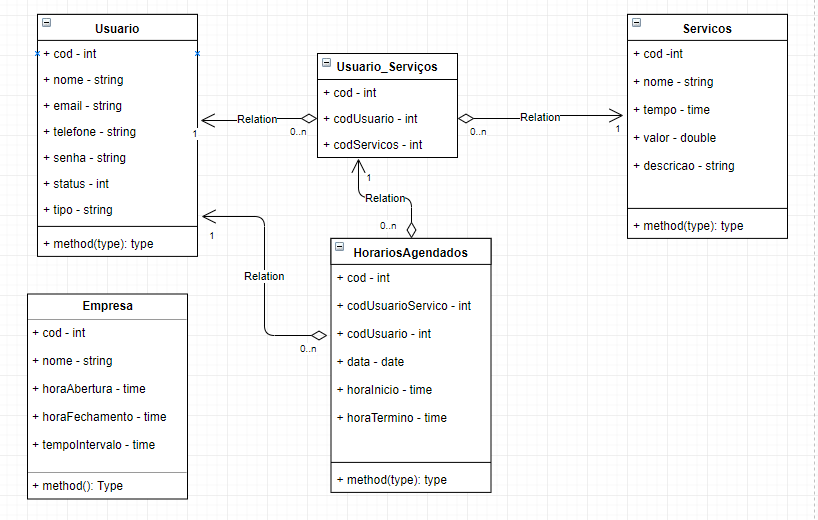 Usuario
+ cod - int
+ nome - string
+ email - string
+ telefone - string
+ senha - string
+ status - int
+ tipo - string
+ method(type): type
Usuario_Serviços
+ cod - int
+ codUsuario - int
+ codServicos - int
Servicos
+ cod -int
+ nome - string
+ tempo - time
+ valor - double
+ descricao - string
+ method(type): type
1
Relation
0..n
0..n
Relation
1
1
Relation
0..n
1
Relation
0..n
HorariosAgendados
+ cod - int
+ codUsuarioServico - int
+ codUsuario - int
+ data - date
+ horaInicio - time
+ horaTermino - time
+ method(type): type
Empresa
+ cod - int
+ nome - string
+ horaAbertura - time
+ horaFechamento - time
+ tempoIntervalo - time
+ method(): Type